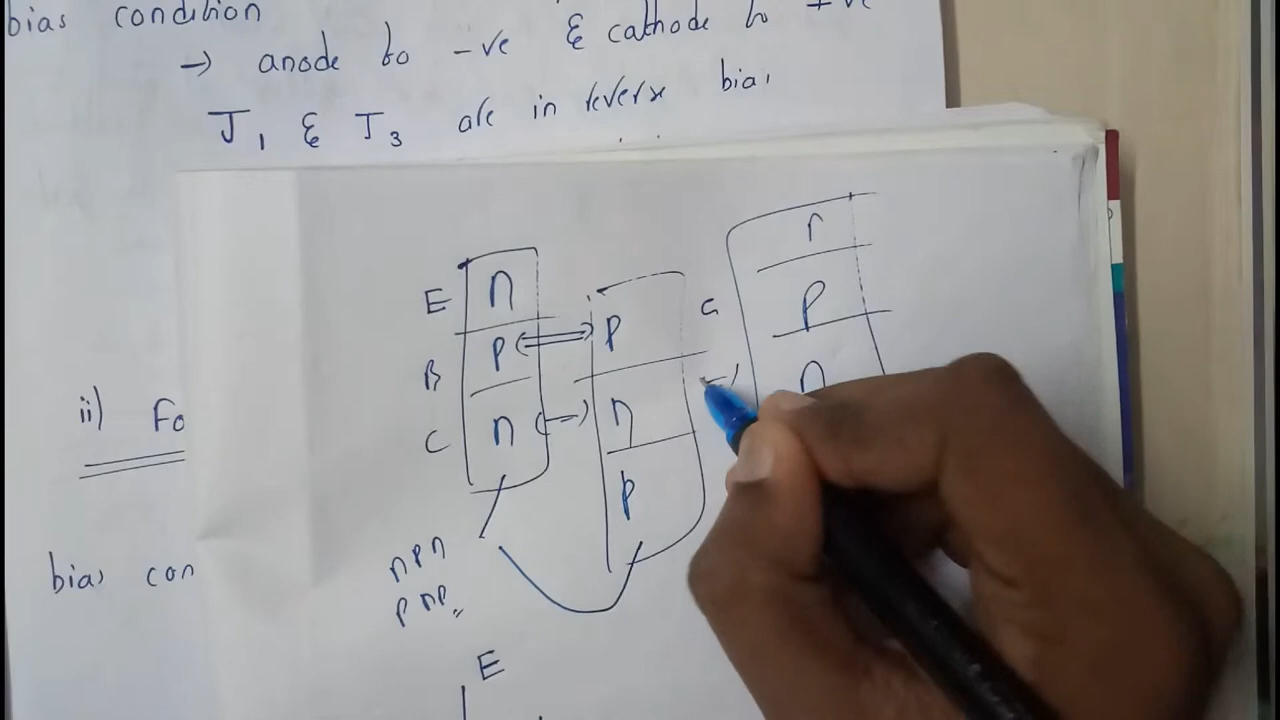 bias condition
→ anode to -ve & cathode to +ve
J1 & J3 are in reverse bias
E n
B p p
C n n
p
G
p
n
ii) Fo
npn
pnp
bias con
E